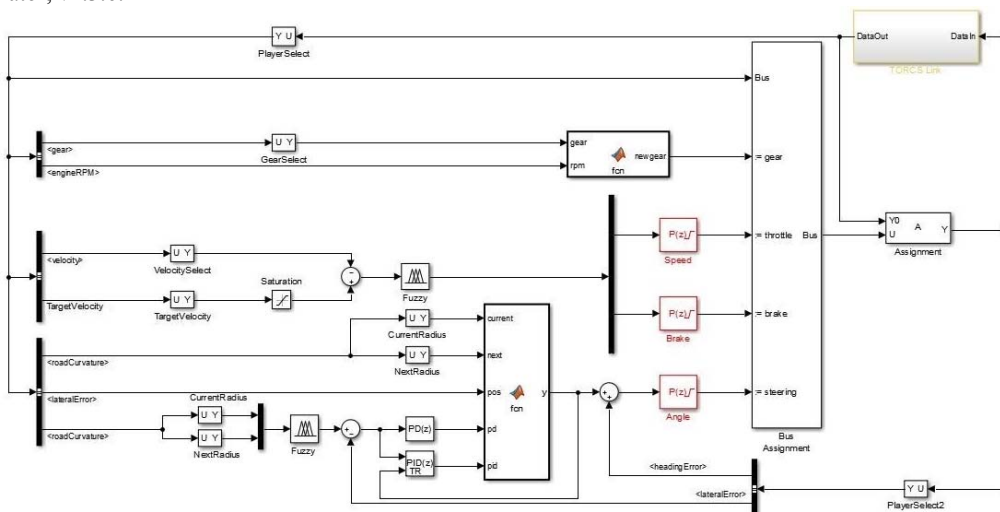 Y U
PlayerSelect
DataOut
DataIn
TORCS Link
Bus
<gear>
U Y
GearSelect
<engineRPM>
gear
rpm
newgear
fcn
:= gear
Y0
U
A
Y
Assignment
<velocity>
U Y
VelocitySelect
TargetVelocity
U Y
TargetVelocity
Saturation
Fuzzy
P(z)
Speed
:= throttle
Bus
P(z)
Brake
:= brake
<roadCurvature>
U Y
CurrentRadius
U Y
NextRadius
current
next
pos
pd
pid
fcn
y
<lateralError>
<roadCurvature>
CurrentRadius
U Y
U Y
NextRadius
Fuzzy
PD(z)
PID(z)
TR
P(z)
Angle
:= steering
Bus
Assignment
<headingError>
<lateralError>
Y U
PlayerSelect2